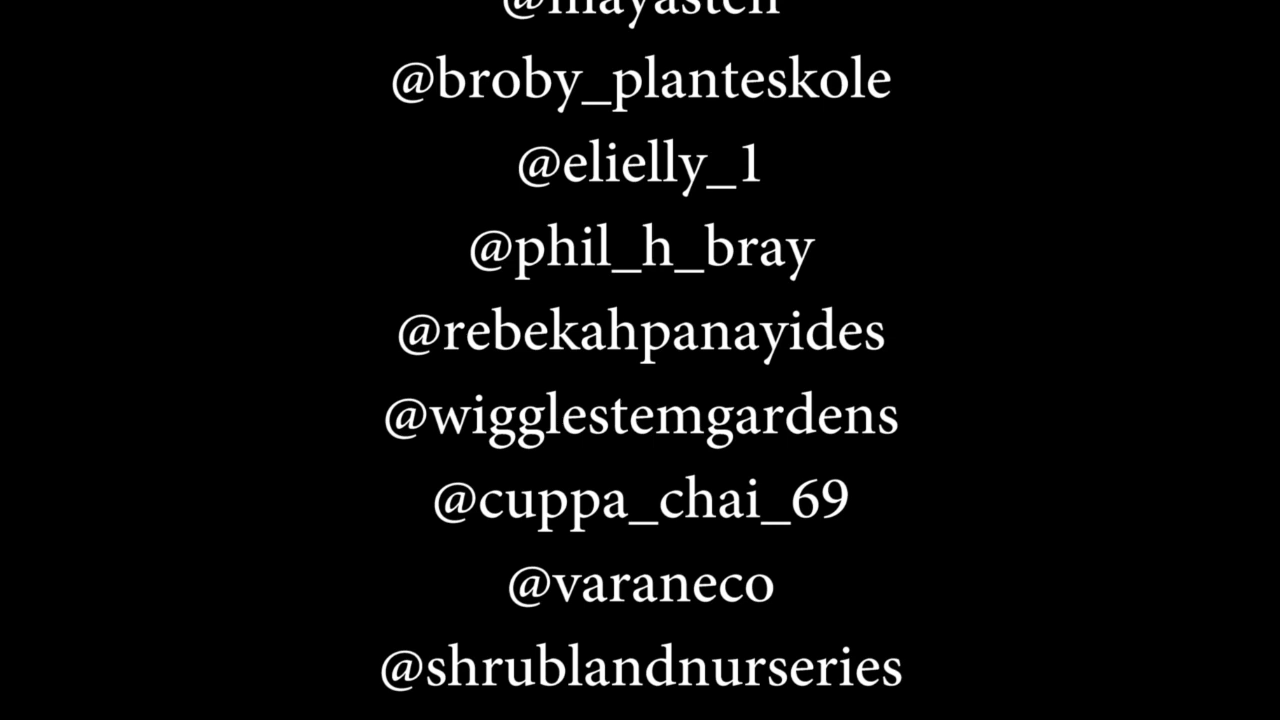 @broby_planteskole
@elielly_1
@phil_h_bray
@rebekahpanayides
@wigglestemgardens
@cuppa_chai_69
@varaneco
@shrublandnurseries